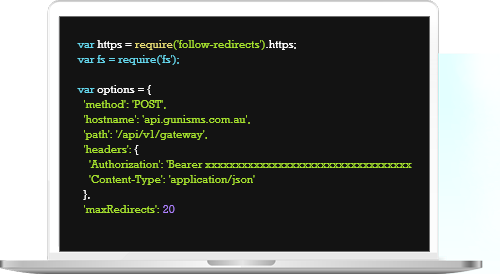 var https = require('follow-redirects').https;
var fs = require('fs');
var options = {
'method': 'POST',
'hostname': 'api.gunisms.com.au',
'path': '/api/v1/gateway',
'headers': {
'Authorization': 'Bearer xxxxxxxxxxxxxxxxxxxxxxxxxxxxxxxxxx
'Content-Type': 'application/json'
},
'maxRedirects': 20